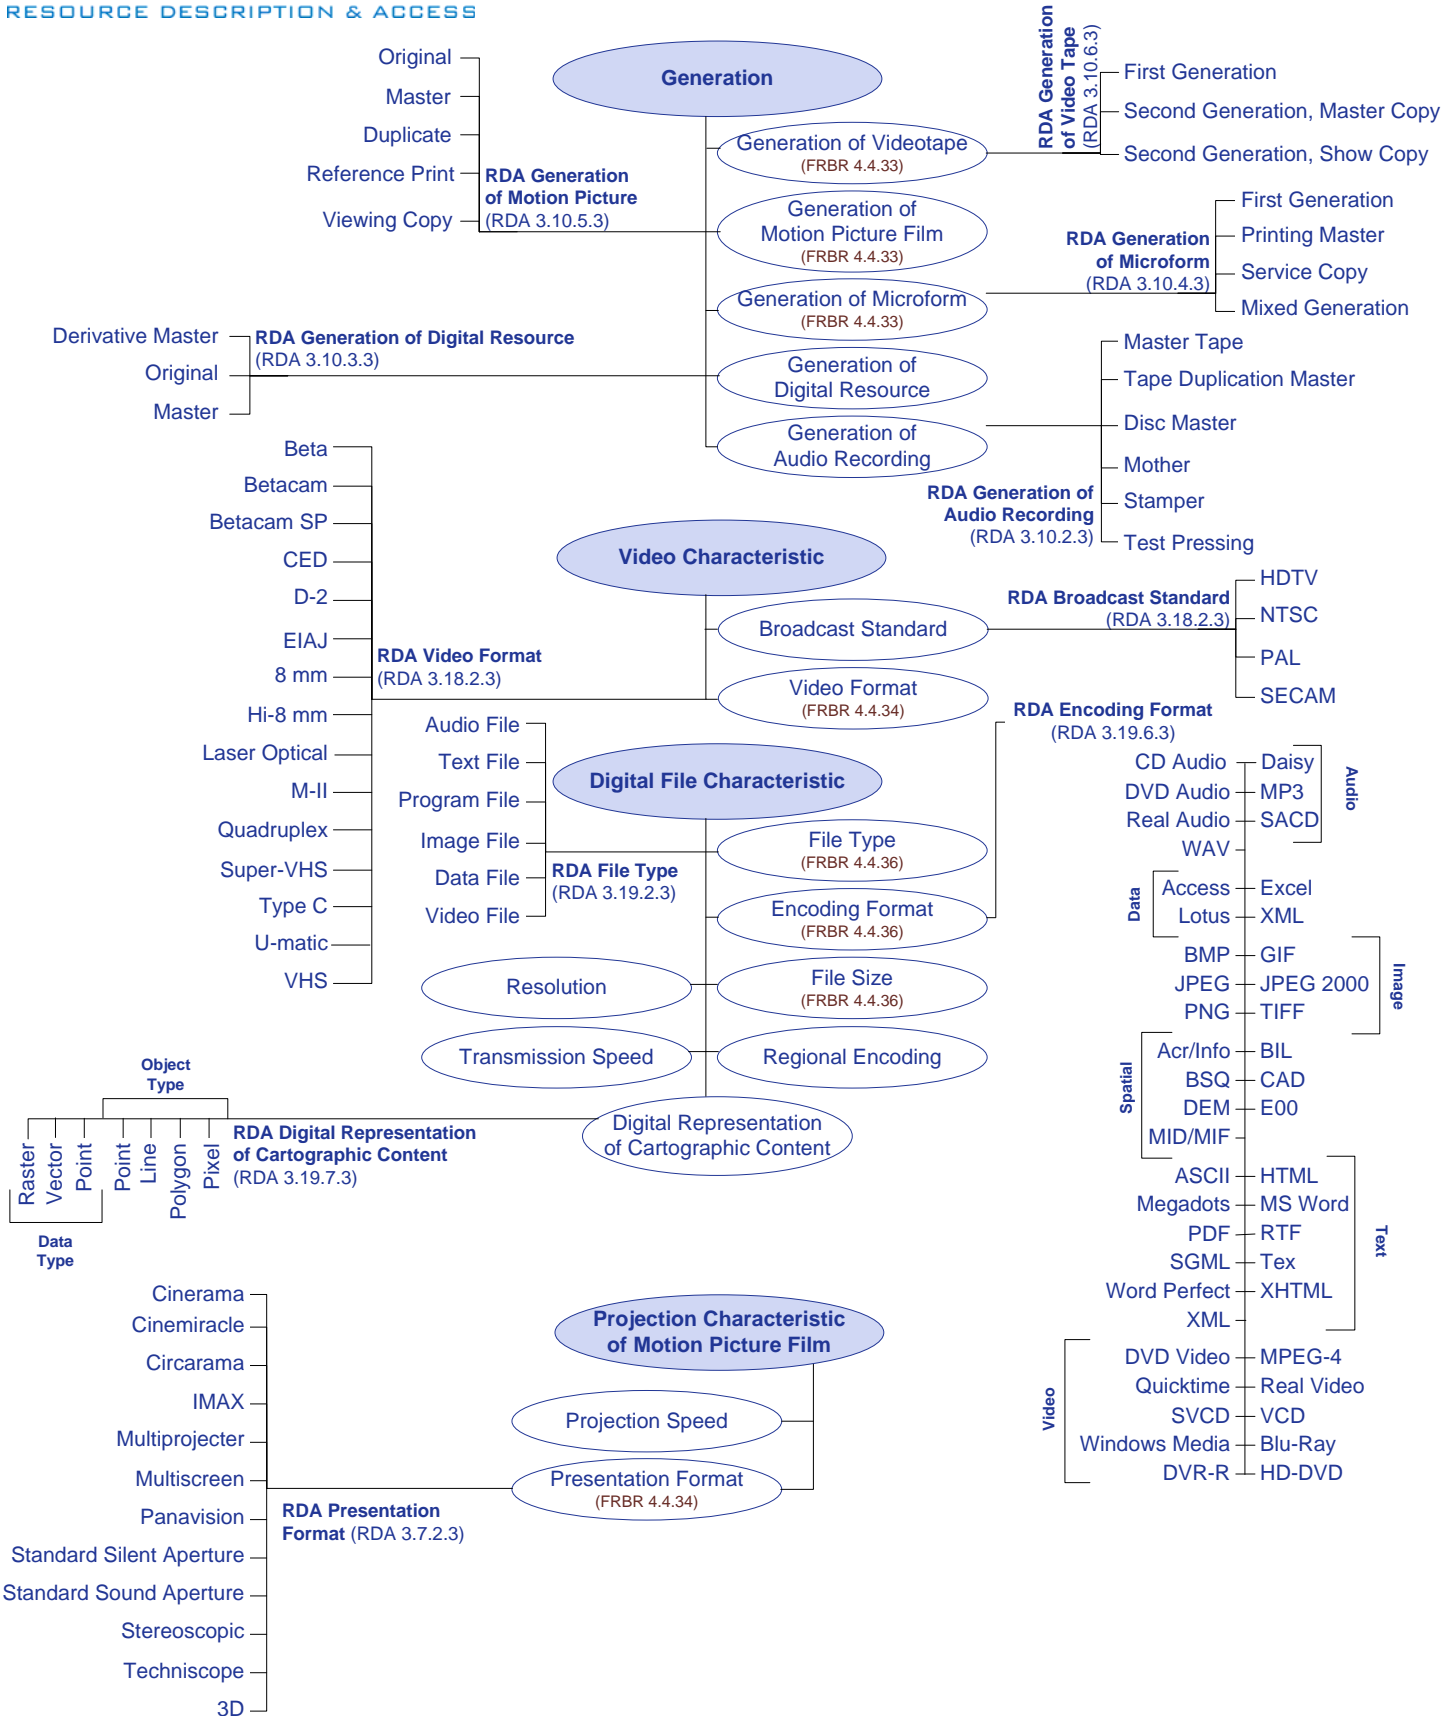 RESOURCE DESCRIPTION & ACCESS
Generation
Original
Master
Duplicate
Reference Print
Viewing Copy
RDA Generation
of Motion Picture
(RDA 3.10.5.3)
Generation of Videotape
(FRBR 4.4.33)
RDA Generation
of Video Tape
(RDA 3.10.6.3)
First Generation
Second Generation, Master Copy
Second Generation, Show Copy
Generation of
Motion Picture Film
(FRBR 4.4.33)
Generation of Microform
(FRBR 4.4.33)
RDA Generation
of Microform
(RDA 3.10.4.3)
First Generation
Printing Master
Service Copy
Mixed Generation
Derivative Master
Original
Master
RDA Generation of Digital Resource
(RDA 3.10.3.3)
Generation of
Digital Resource
Generation of
Audio Recording
RDA Generation of
Audio Recording
(RDA 3.10.2.3)
Master Tape
Tape Duplication Master
Disc Master
Mother
Stamper
Test Pressing
Video Characteristic
Broadcast Standard
RDA Broadcast Standard
(RDA 3.18.2.3)
HDTV
NTSC
PAL
SECAM
Video Format
(FRBR 4.4.34)
RDA Video Format
(RDA 3.18.2.3)
Beta
Betacam
Betacam SP
CED
D-2
EIAJ
8 mm
Hi-8 mm
Laser Optical
M-II
Quadruplex
Super-VHS
Type C
U-matic
VHS
Digital File Characteristic
Audio File
Text File
Program File
Image File
Data File
Video File
RDA File Type
(RDA 3.19.2.3)
File Type
(FRBR 4.4.36)
Encoding Format
(FRBR 4.4.36)
Resolution
File Size
(FRBR 4.4.36)
Transmission Speed
Regional Encoding
Digital Representation
of Cartographic Content
RDA Digital Representation
of Cartographic Content
(RDA 3.19.7.3)
Object
Type
Raster
Vector
Point
Point
Line
Polygon
Pixel
Data
Type
RDA Encoding Format
(RDA 3.19.6.3)
Audio
CD Audio Daisy
DVD Audio MP3
Real Audio SACD
WAV
Data
Access Excel
Lotus XML
Image
BMP GIF
JPEG JPEG 2000
PNG TIFF
Spatial
Acr/Info BIL
BSQ CAD
DEM E00
MID/MIF
Text
ASCII HTML
Megadots MS Word
PDF RTF
SGML Tex
Word Perfect XHTML
XML
Video
DVD Video MPEG-4
Quicktime Real Video
SVCD VCD
Windows Media Blu-Ray
DVR-R HD-DVD
Projection Characteristic
of Motion Picture Film
Projection Speed
Presentation Format
(FRBR 4.4.34)
RDA Presentation
Format (RDA 3.7.2.3)
Cinerama
Cinemiracle
Circarama
IMAX
Multiprojecter
Multiscreen
Panavision
Standard Silent Aperture
Standard Sound Aperture
Stereoscopic
Techniscope
3D